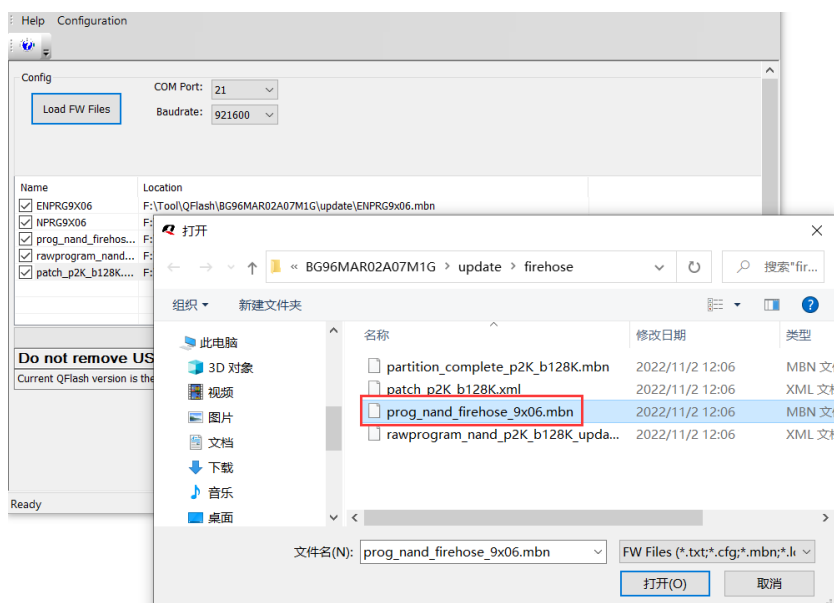 Help Configuration
Config
COM Port: 21
Load FW Files
Baudrate: 921600
Name Location
ENPRG9X06 F:\Tool\QFlash\BG96MAR02A07M1G\update\ENPRG9x06.mbn
NPRG9X06 F:
prog_nand_firehos... F:
rawprogram_nand... F:
patch_p2K_b128K.... F:
Do not remove US
Current QFlash version is the
Ready
打开
« BG96MAR02A07M1G › update › firehose
搜索"fir...
组织 新建文件夹
此电脑
3D 对象
视频
图片
文档
下载
音乐
桌面
名称 修改日期 类型
partition_complete_p2K_b128K.mbn 2022/11/2 12:06 MBN 文
patch_p2K_b128K.xml 2022/11/2 12:06 XML 文
prog_nand_firehose_9x06.mbn 2022/11/2 12:06 MBN 文
rawprogram_nand_p2K_b128K_upda... 2022/11/2 12:06 XML 文
文件名(N): prog_nand_firehose_9x06.mbn FW Files (*.txt;*.cfg;*.mbn;*.l
打开(O) 取消